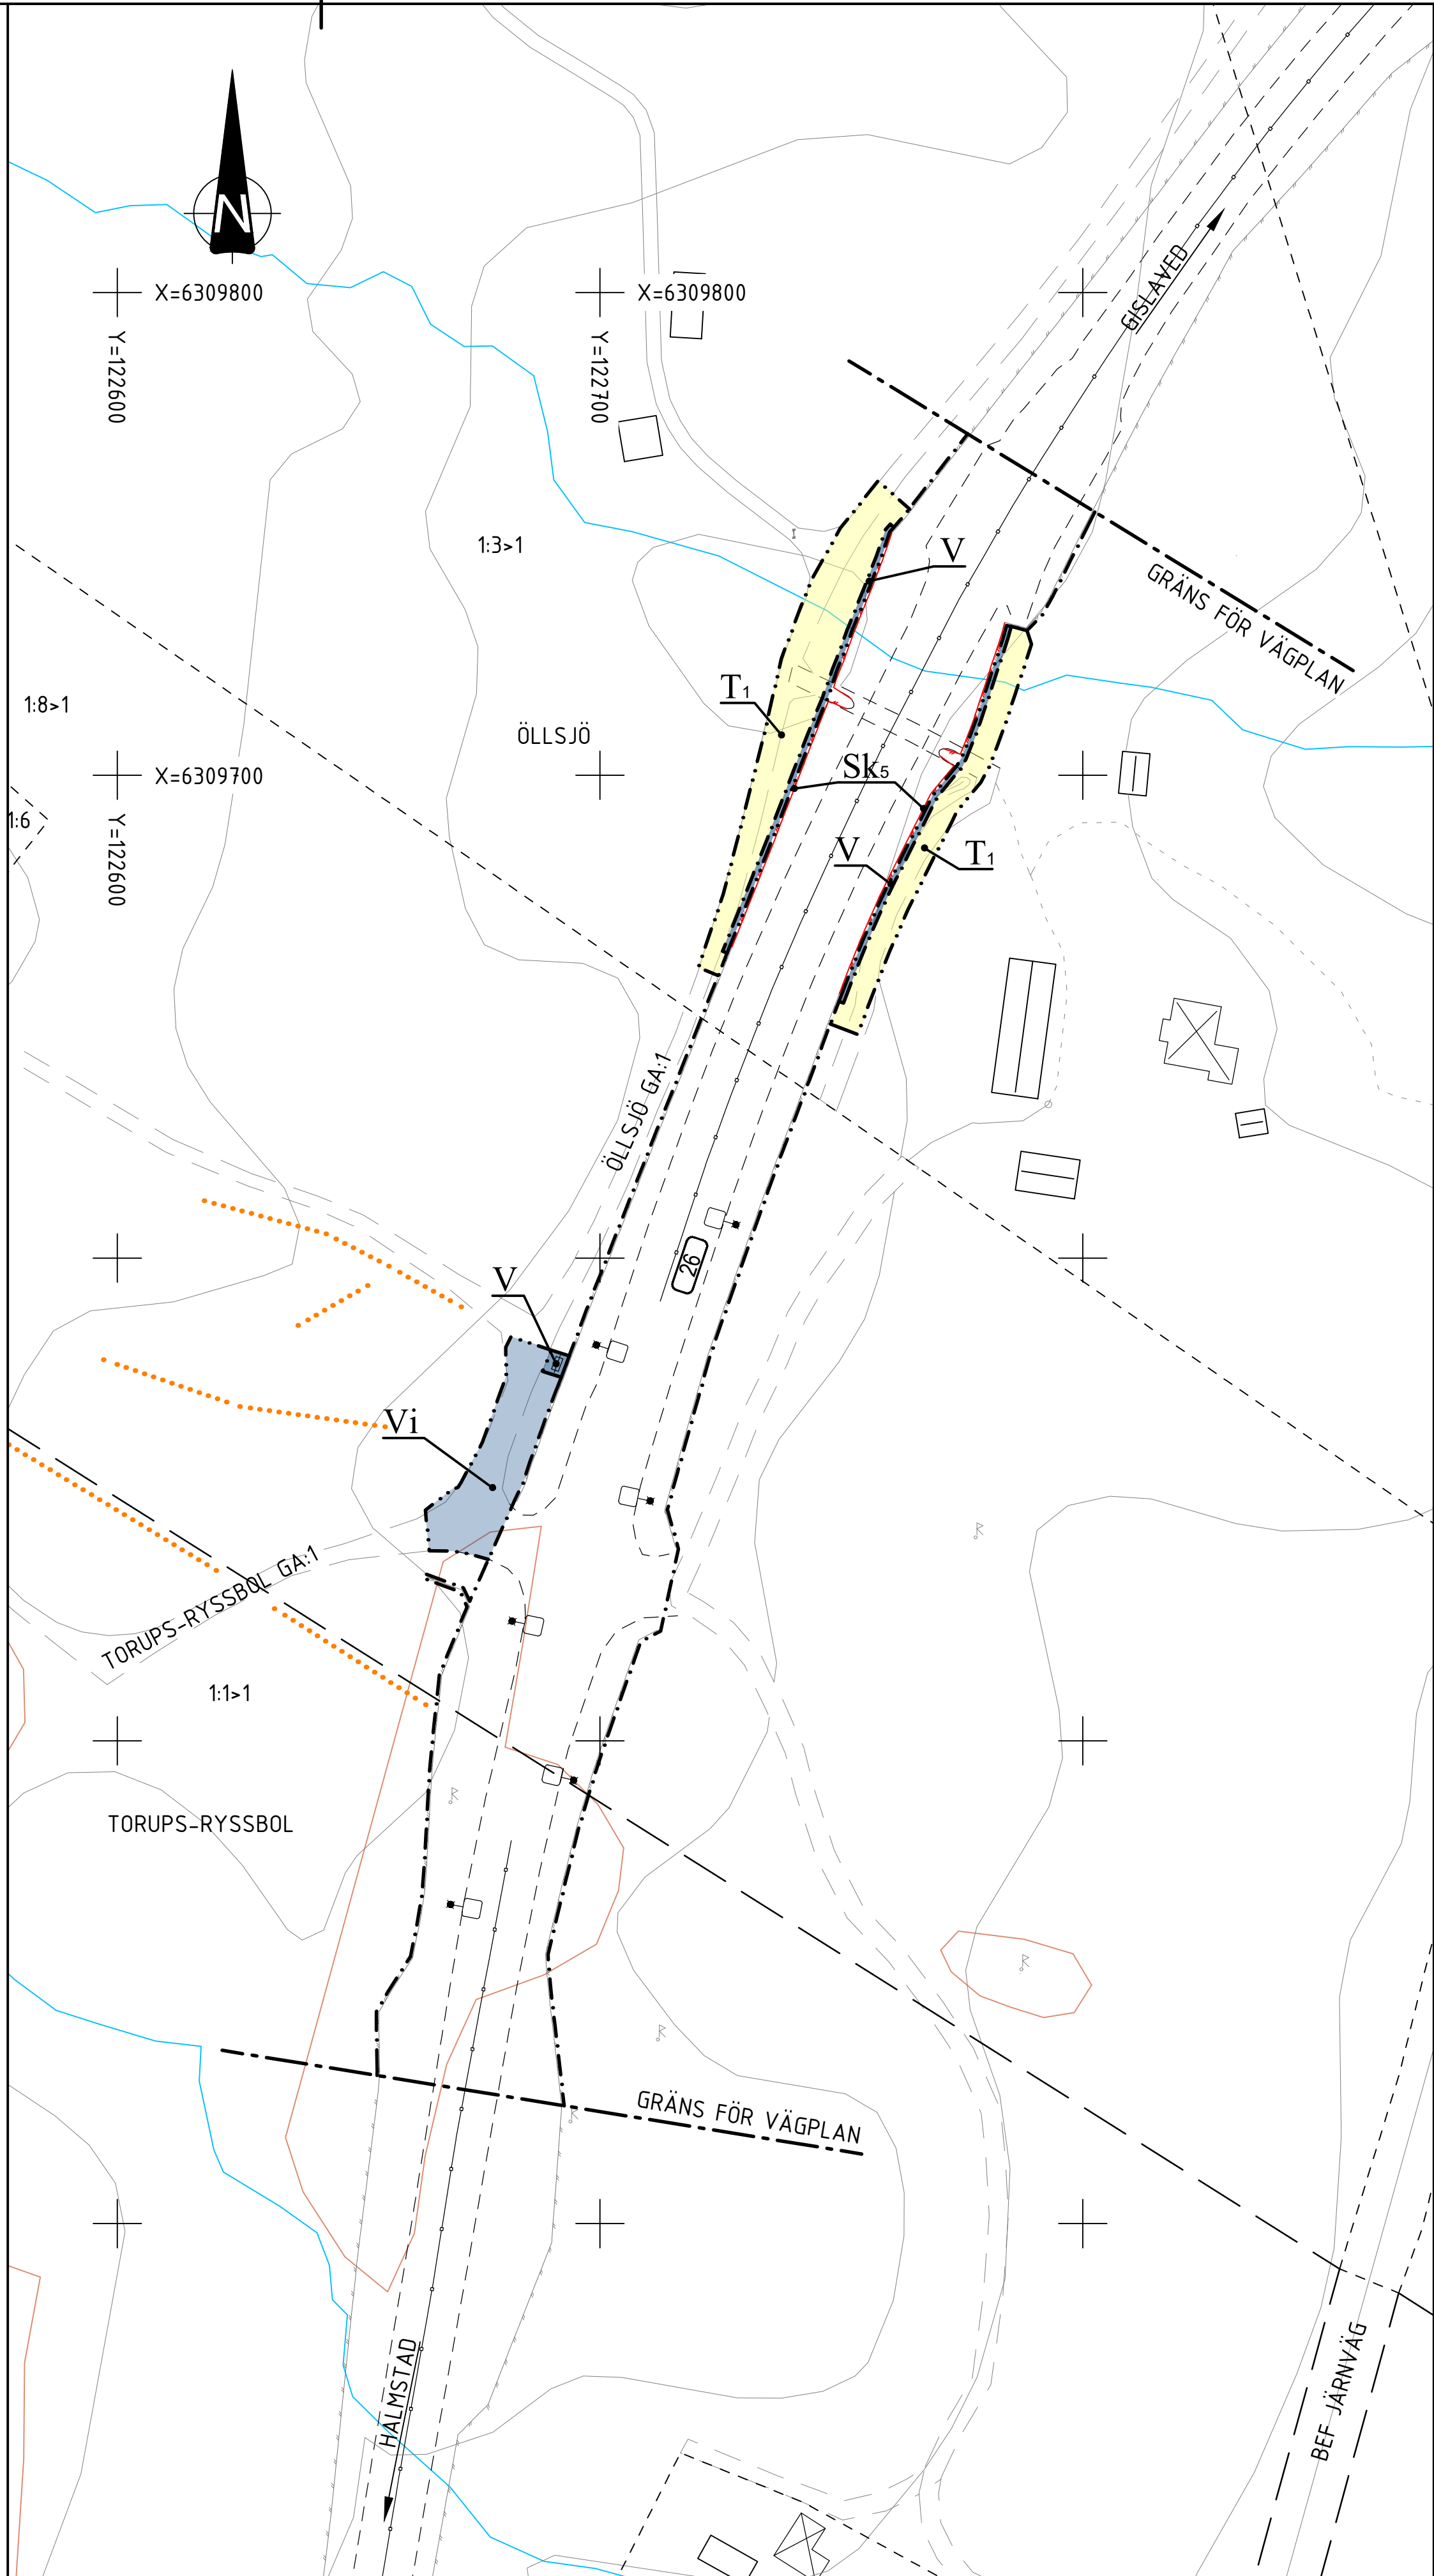 N
GISLAVED
X=6309800
X=6309800
Y=122600
Y=122700
1:3>1
V
GRÄNS FÖR VÄGPLAN
T1
1:8>1
ÖLLSJÖ
Sk5
X=6309700
1:6
Y=122600
V
T1
ÖLLSJÖ GA:1
26
V
Vi
TORUPS-RYSSBOL GA:1
1:1>1
TORUPS-RYSSBOL
GRÄNS FÖR VÄGPLAN
HALMSTAD
BEF JÄRNVÄG